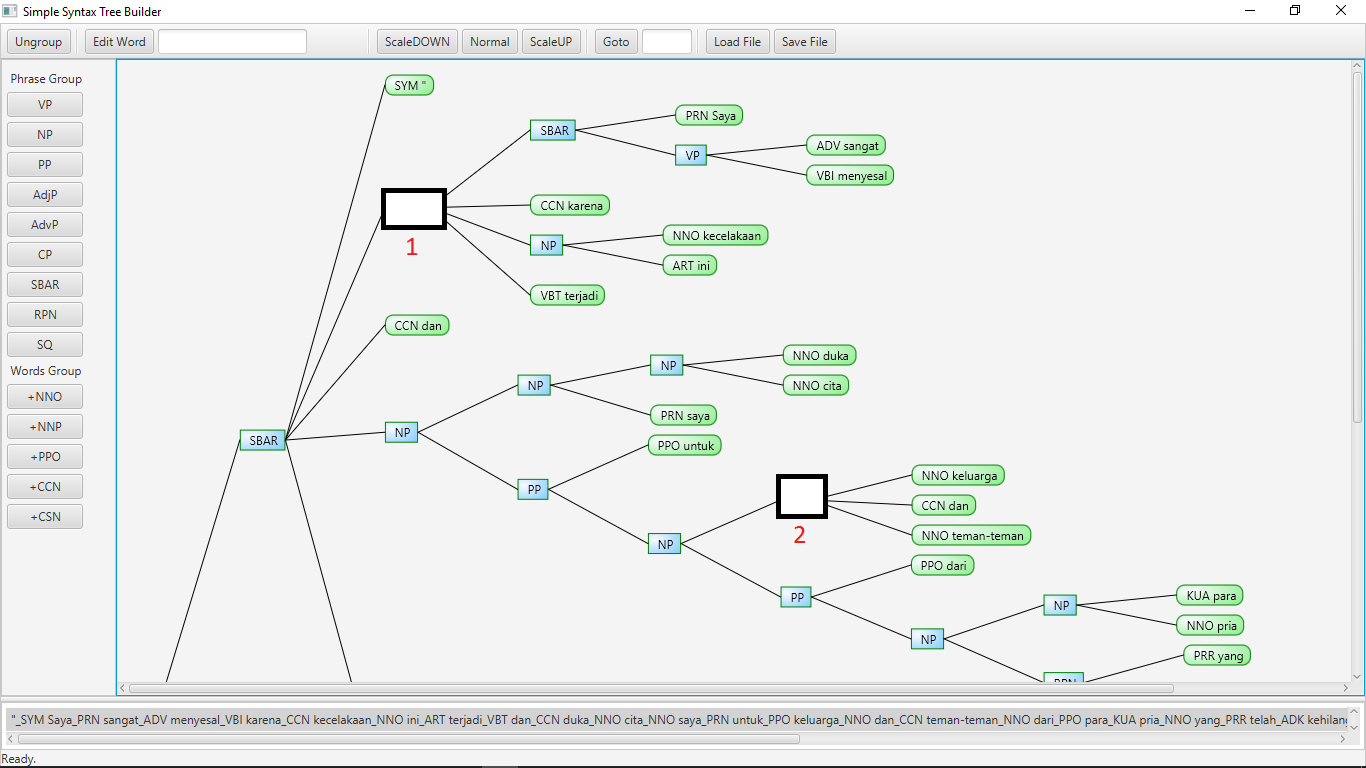 Simple Syntax Tree Builder
Ungroup Edit Word ScaleDOWN Normal ScaleUP Goto Load File Save File
Phrase Group
VP
NP
PP
AdjP
AdvP
CP
SBAR
RPN
SQ
Words Group
+NNO
+NNP
+PPO
+CCN
+CSN
SYM "
PRN Saya
SBAR
ADV sangat
VP
VBI menyesal
CCN karena
1
NNO kecelakaan
NP
ART ini
VBT terjadi
CCN dan
NNO duka
NP
NP
NNO cita
PRN saya
NP
SBAR
PPO untuk
NNO keluarga
PP
CCN dan
2
NNO teman-teman
NP
PPO dari
PP
KUA para
NP
NNO pria
NP
PRR yang
"_SYM Saya_PRN sangat_ADV menyesal_VBI karena_CCN kecelakaan_NNO ini_ART terjadi_VBT dan_CCN duka_NNO cita_NNO saya_PRN untuk_PPO keluarga_NNO dan_CCN teman-teman_NNO dari_PPO para_KUA pria_NNO yang_PRR telah_ADK kehilang
Ready.